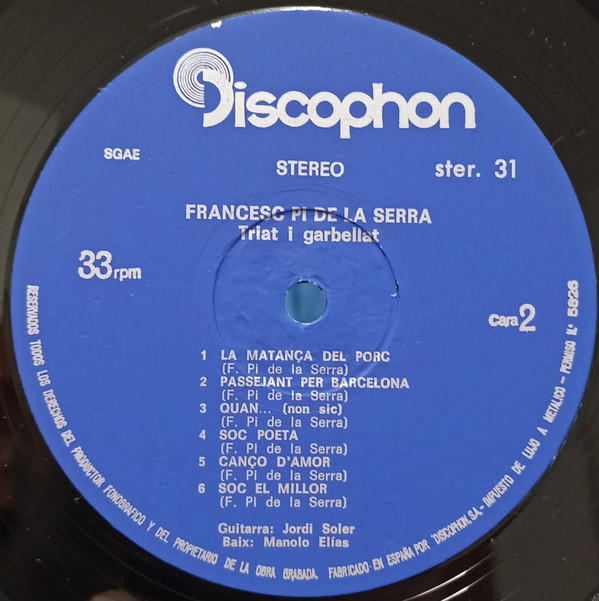 Discophon
SGAE
STEREO
ster. 31
FRANCESC PI DE LA SERRA
Triat i garbellat
33 rpm
Cara 2
1 LA MATANÇA DEL PORC
(F. Pi de la Serra)
2 PASSEJANT PER BARCELONA
(F. Pi de la Serra)
3 QUAN... (non sic)
(F. Pi de la Serra)
4 SOC POETA
(F. Pi de la Serra)
5 CANÇO D'AMOR
(F. Pi de la Serra)
6 SOC EL MILLOR
(F. Pi de la Serra)
Guitarra: Jordi Soler
Baix: Manolo Elías
RESERVADOS TODOS LOS DERECHOS DEL PRODUCTOR FONOGRAFICO Y DEL PROPIETARIO DE LA OBRA GRABADA. FABRICADO EN ESPAÑA POR "DISCOPHON, S.A.- IMPUESTO DE LUJO A METALICO - PERMISO N.º 5626